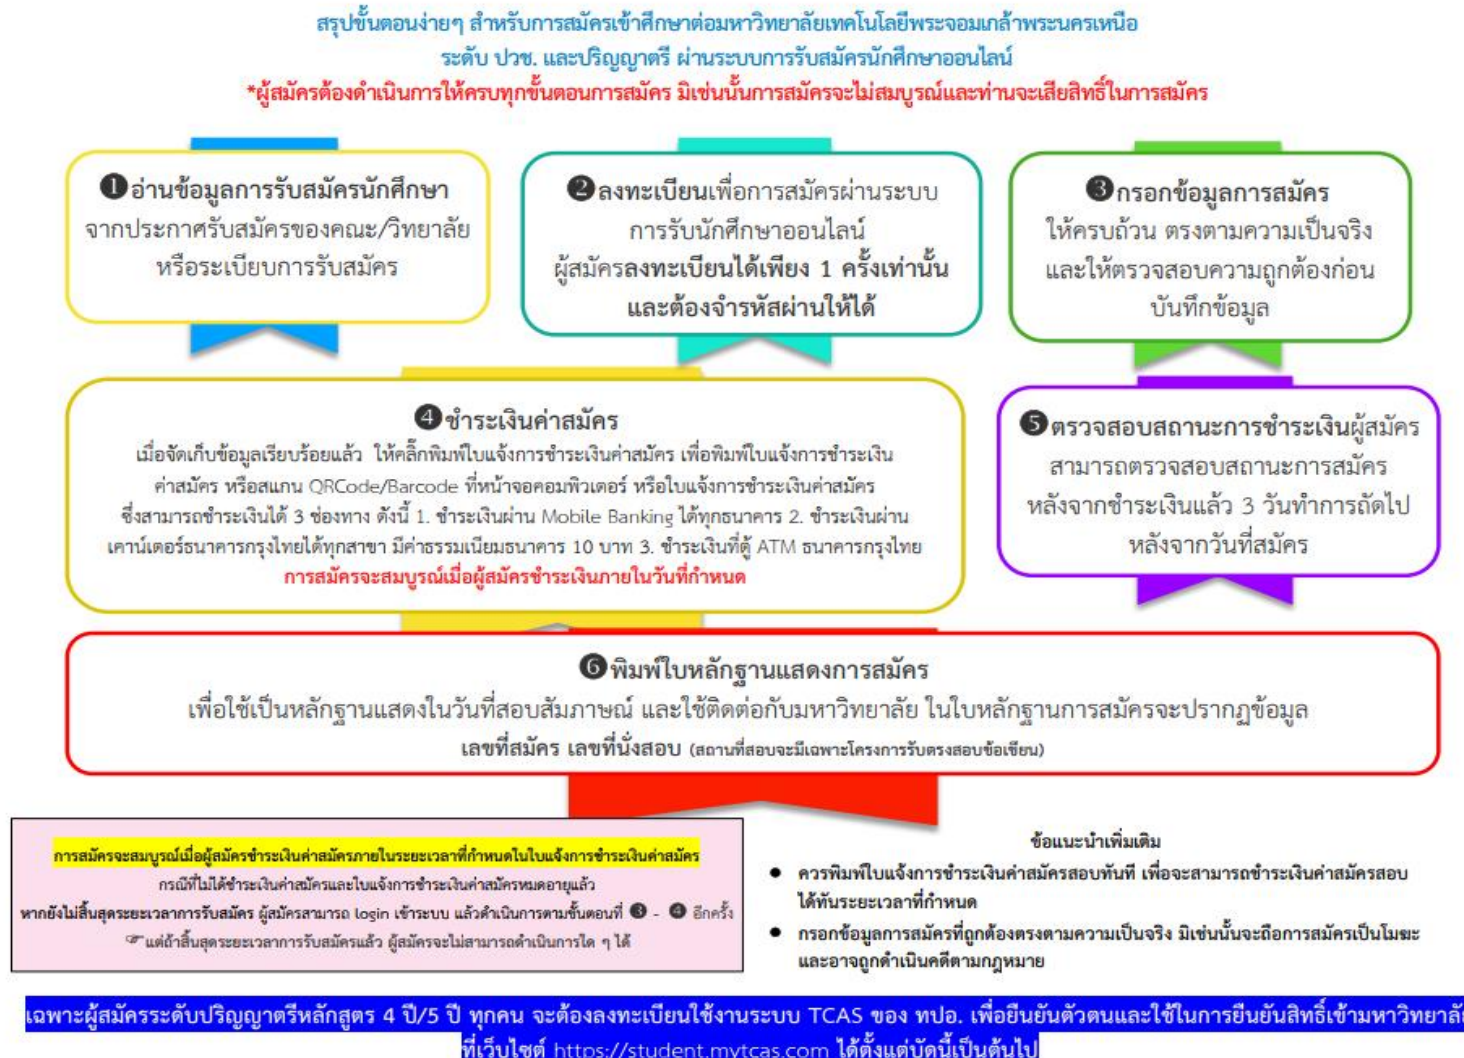 สรุปขั้นตอนง่ายๆ สำหรับการสมัครเข้าศึกษาต่อมหาวิทยาลัยเทคโนโลยีพระจอมเกล้าพระนครเหนือ
ระดับ ปวช. และปริญญาตรี ผ่านระบบการรับสมัครนักศึกษาออนไลน์
*ผู้สมัครต้องดำเนินการให้ครบทุกขั้นตอนการสมัคร มิเช่นนั้นการสมัครจะไม่สมบูรณ์และท่านจะเสียสิทธิ์ในการสมัคร
❶อ่านข้อมูลการรับสมัครนักศึกษา
จากประกาศรับสมัครของคณะ/วิทยาลัย
หรือระเบียบการรับสมัคร
❷ลงทะเบียนเพื่อการสมัครผ่านระบบ
การรับนักศึกษาออนไลน์
ผู้สมัครลงทะเบียนได้เพียง 1 ครั้งเท่านั้น
และต้องจำรหัสผ่านให้ได้
❸กรอกข้อมูลการสมัคร
ให้ครบถ้วน ตรงตามความเป็นจริง
และให้ตรวจสอบความถูกต้องก่อน
บันทึกข้อมูล
❹ชำระเงินค่าสมัคร
เมื่อจัดเก็บข้อมูลเรียบร้อยแล้ว ให้คลิ๊กพิมพ์ใบแจ้งการชำระเงินค่าสมัคร เพื่อพิมพ์ใบแจ้งการชำระเงิน
ค่าสมัคร หรือสแกน QRCode/Barcode ที่หน้าจอคอมพิวเตอร์ หรือใบแจ้งการชำระเงินค่าสมัคร
ซึ่งสามารถชำระเงินได้ 3 ช่องทาง ดังนี้ 1. ชำระเงินผ่าน Mobile Banking ได้ทุกธนาคาร 2. ชำระเงินผ่าน
เคาน์เตอร์ธนาคารกรุงไทยได้ทุกสาขา มีค่าธรรมเนียมธนาคาร 10 บาท 3. ชำระเงินที่ตู้ ATM ธนาคารกรุงไทย
การสมัครจะสมบูรณ์เมื่อผู้สมัครชำระเงินภายในวันที่กำหนด
❺ตรวจสอบสถานะการชำระเงินผู้สมัคร
สามารถตรวจสอบสถานะการสมัคร
หลังจากชำระเงินแล้ว 3 วันทำการถัดไป
หลังจากวันที่สมัคร
❻พิมพ์ใบหลักฐานแสดงการสมัคร
เพื่อใช้เป็นหลักฐานแสดงในวันที่สอบสัมภาษณ์ และใช้ติดต่อกับมหาวิทยาลัย ในใบหลักฐานการสมัครจะปรากฏข้อมูล
เลขที่สมัคร เลขที่นั่งสอบ (สถานที่สอบจะมีเฉพาะโครงการรับตรงสอบข้อเขียน)
การสมัครจะสมบูรณ์เมื่อผู้สมัครชำระเงินค่าสมัครภายในระยะเวลาที่กำหนดในใบแจ้งการชำระเงินค่าสมัคร
กรณีที่ไม่ได้ชำระเงินค่าสมัครและใบแจ้งการชำระเงินค่าสมัครหมดอายุแล้ว
หากยังไม่สิ้นสุดระยะเวลาการรับสมัคร ผู้สมัครสามารถ login เข้าระบบ แล้วดำเนินการตามขั้นตอนที่ ❸ - ❹ อีกครั้ง
☞แต่ถ้าสิ้นสุดระยะเวลาการรับสมัครแล้ว ผู้สมัครจะไม่สามารถดำเนินการใด ๆ ได้
ข้อแนะนำเพิ่มเติม
● ควรพิมพ์ใบแจ้งการชำระเงินค่าสมัครสอบทันที เพื่อจะสามารถชำระเงินค่าสมัครสอบ
ได้ทันระยะเวลาที่กำหนด
● กรอกข้อมูลการสมัครที่ถูกต้องตรงตามความเป็นจริง มิเช่นนั้นจะถือการสมัครเป็นโมฆะ
และอาจถูกดำเนินคดีตามกฎหมาย
เฉพาะผู้สมัครระดับปริญญาตรีหลักสูตร 4 ปี/5 ปี ทุกคน จะต้องลงทะเบียนใช้งานระบบ TCAS ของ ทปอ. เพื่อยืนยันตัวตนและใช้ในการยืนยันสิทธิ์เข้ามหาวิทยาลัย
ที่เว็บไซต์ https://student.mytcas.com ได้ตั้งแต่บัดนี้เป็นต้นไป